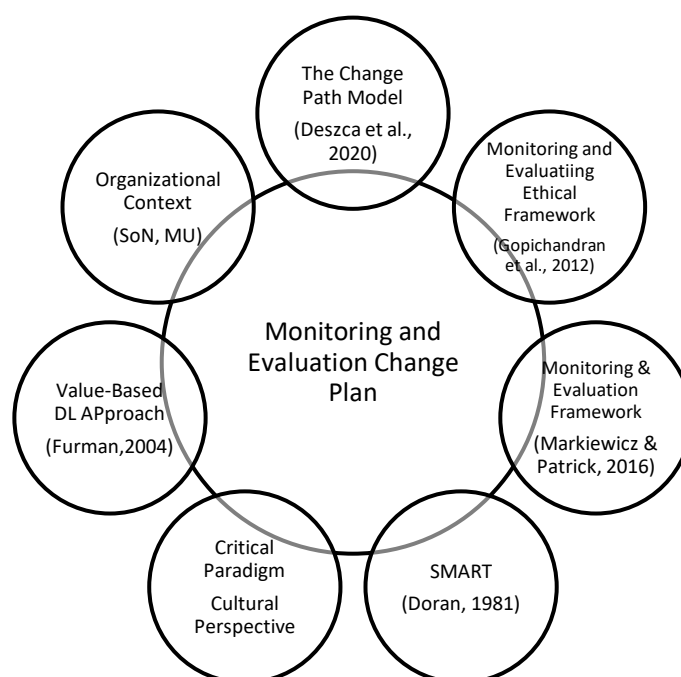 The Change
Path Model
(Deszca et al.,
2020)
Monitoring and
Evaluatiing
Ethical
Framework
(Gopichandran
et al., 2012)
Monitoring &
Evaluation
Framework
(Markiewicz &
Patrick, 2016)
SMART
(Doran, 1981)
Critical
Paradigm
Cultural
Perspective
Value-Based
DL APproach
(Furman,2004)
Organizational
Context
(SoN, MU)
Monitoring and
Evaluation Change
Plan